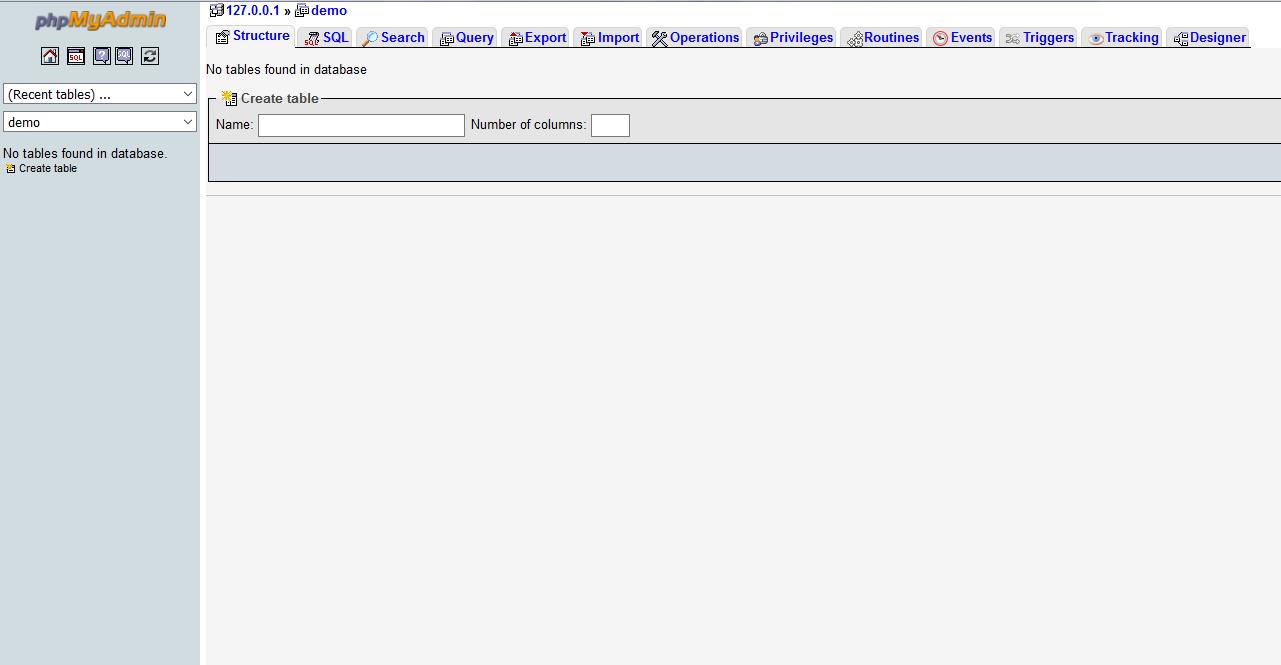 phpMyAdmin
(Recent tables) ...
demo
No tables found in database.
Create table
127.0.0.1 » demo
Structure SQL Search Query Export Import Operations Privileges Routines Events Triggers Tracking Designer
No tables found in database
Create table
Name: Number of columns: